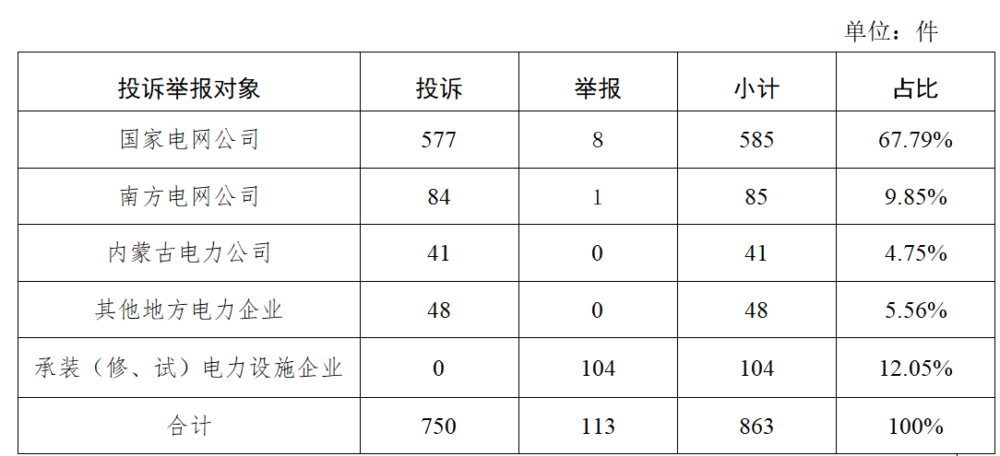 单位：件
投诉举报对象 投诉 举报 小计 占比
国家电网公司 577 8 585 67.79%
南方电网公司 84 1 85 9.85%
内蒙古电力公司 41 0 41 4.75%
其他地方电力企业 48 0 48 5.56%
承装（修、试）电力设施企业 0 104 104 12.05%
合计 750 113 863 100%